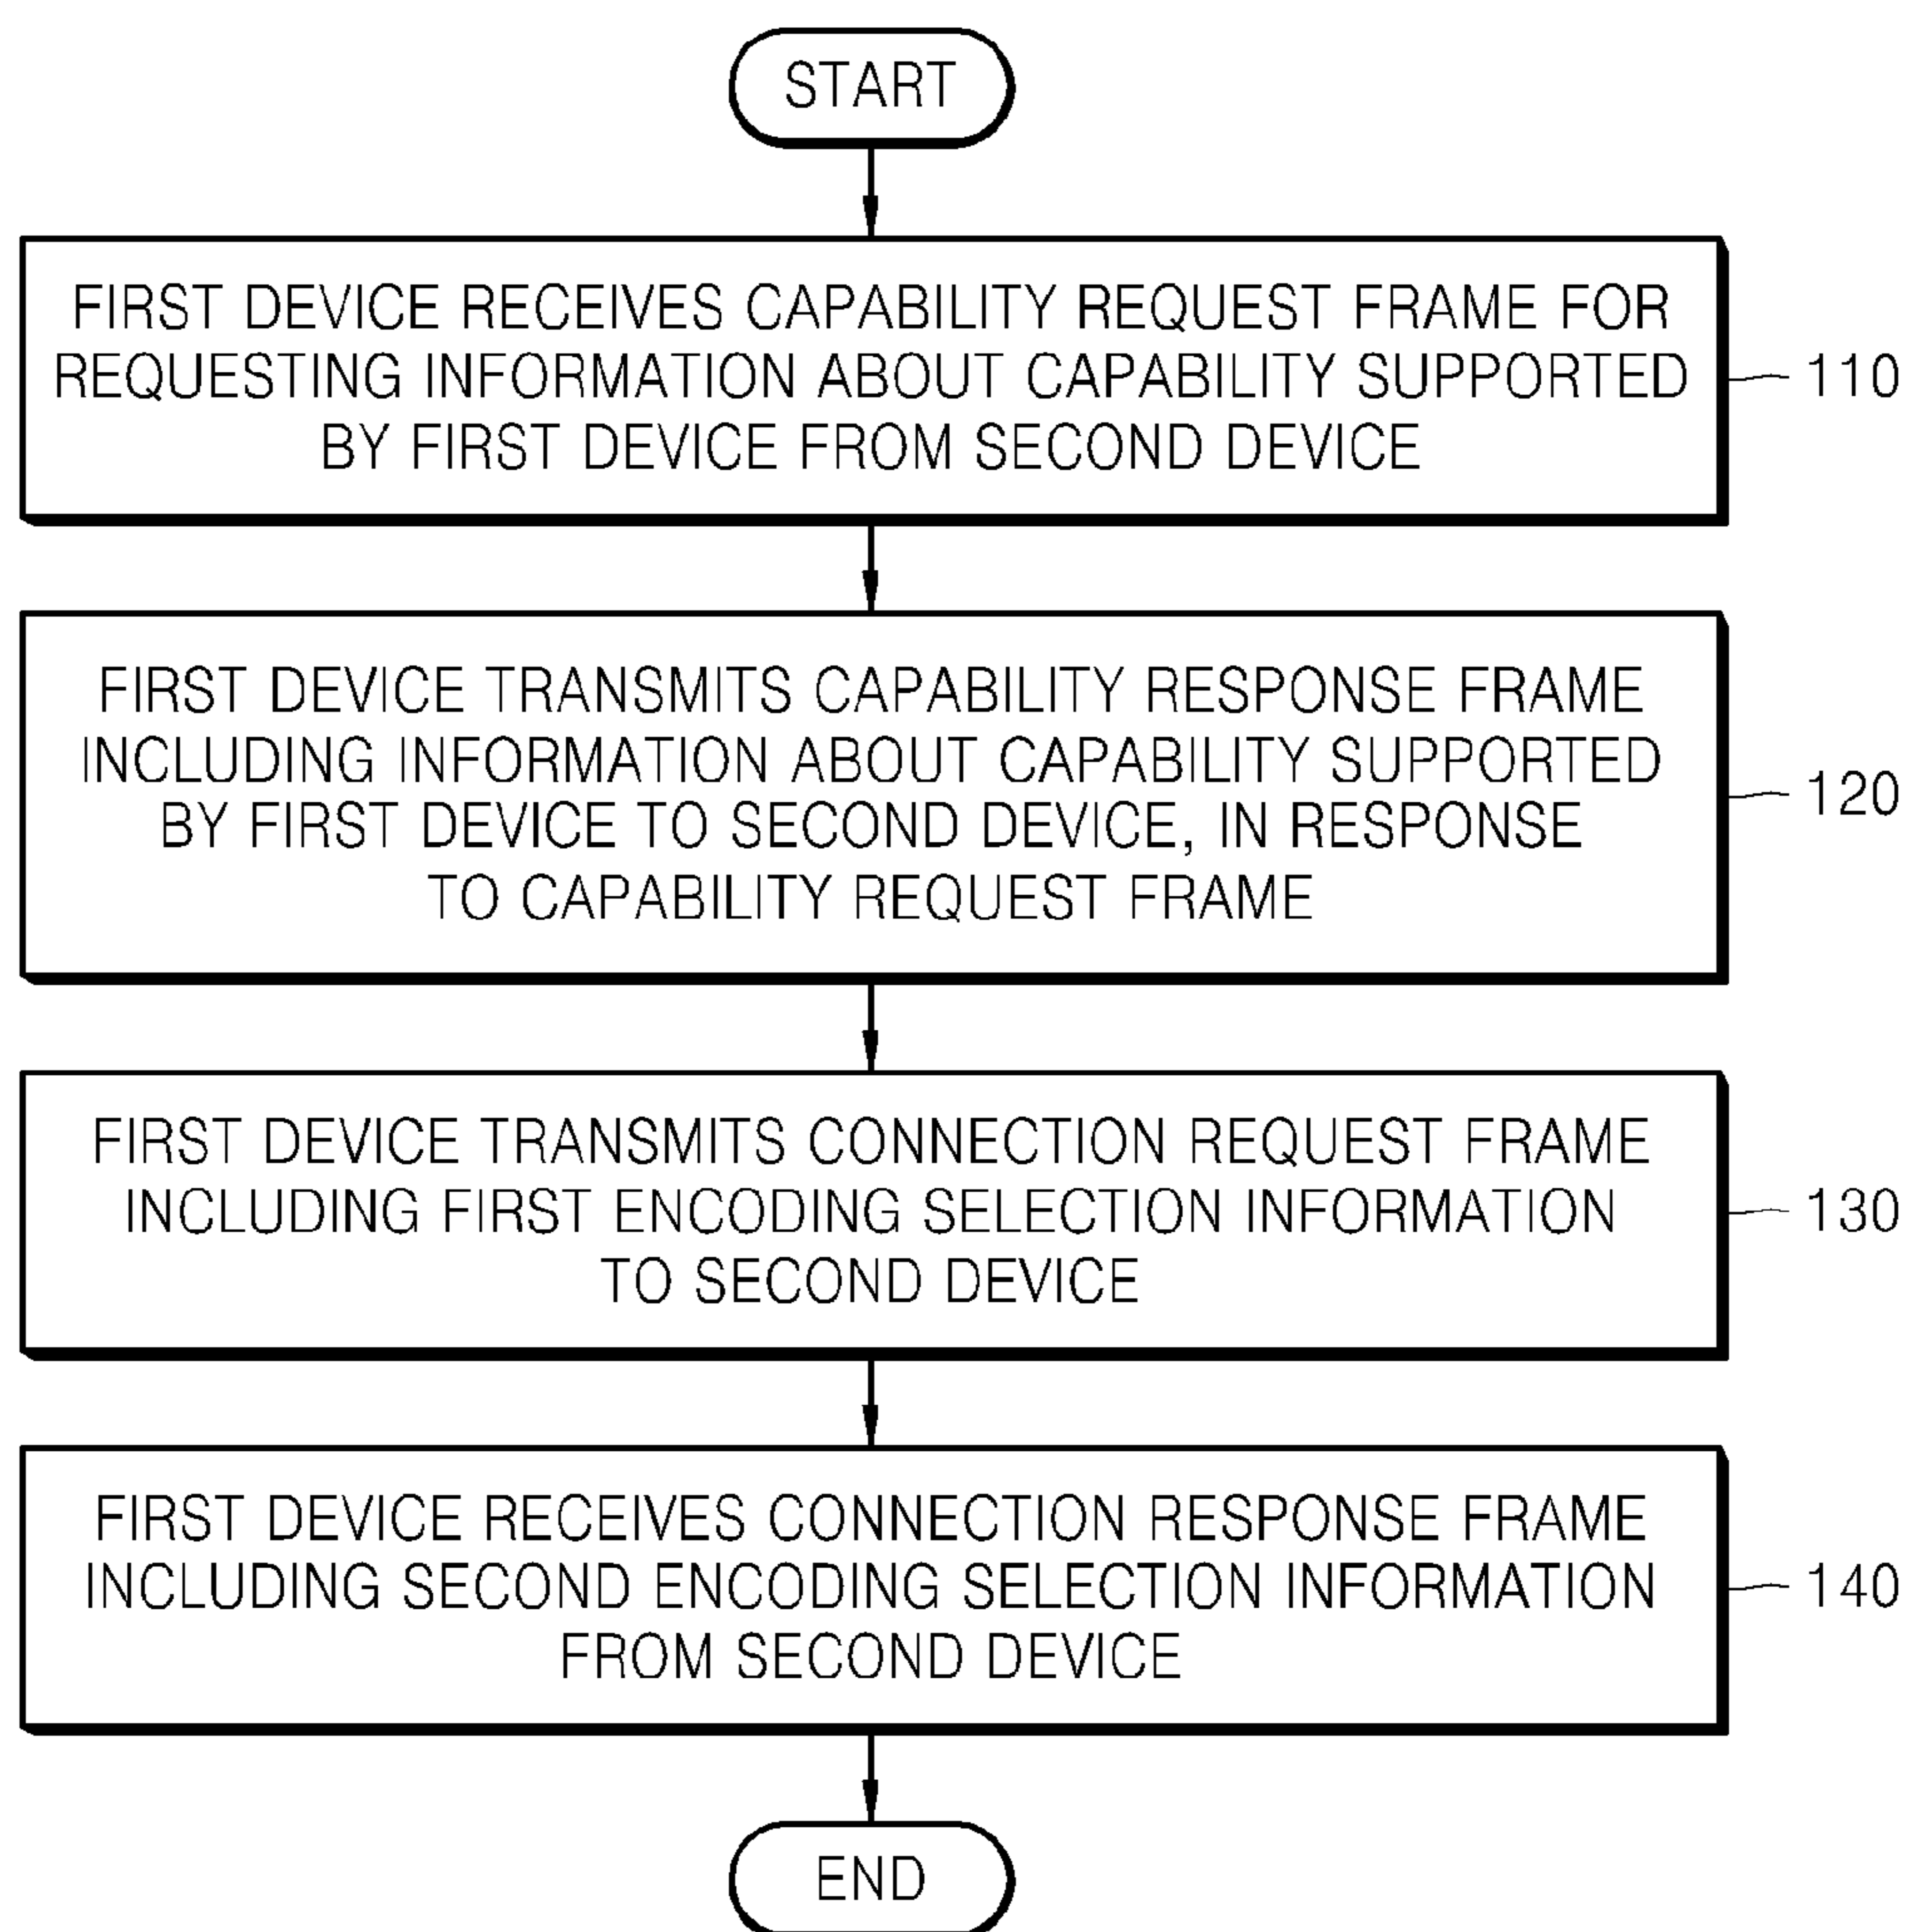 START
FIRST DEVICE RECEIVES CAPABILITY REQUEST FRAME FOR
REQUESTING INFORMATION ABOUT CAPABILITY SUPPORTED
BY FIRST DEVICE FROM SECOND DEVICE
110
FIRST DEVICE TRANSMITS CAPABILITY RESPONSE FRAME
INCLUDING INFORMATION ABOUT CAPABILITY SUPPORTED
BY FIRST DEVICE TO SECOND DEVICE, IN RESPONSE
TO CAPABILITY REQUEST FRAME
120
FIRST DEVICE TRANSMITS CONNECTION REQUEST FRAME
INCLUDING FIRST ENCODING SELECTION INFORMATION
TO SECOND DEVICE
130
FIRST DEVICE RECEIVES CONNECTION RESPONSE FRAME
INCLUDING SECOND ENCODING SELECTION INFORMATION
FROM SECOND DEVICE
140
END